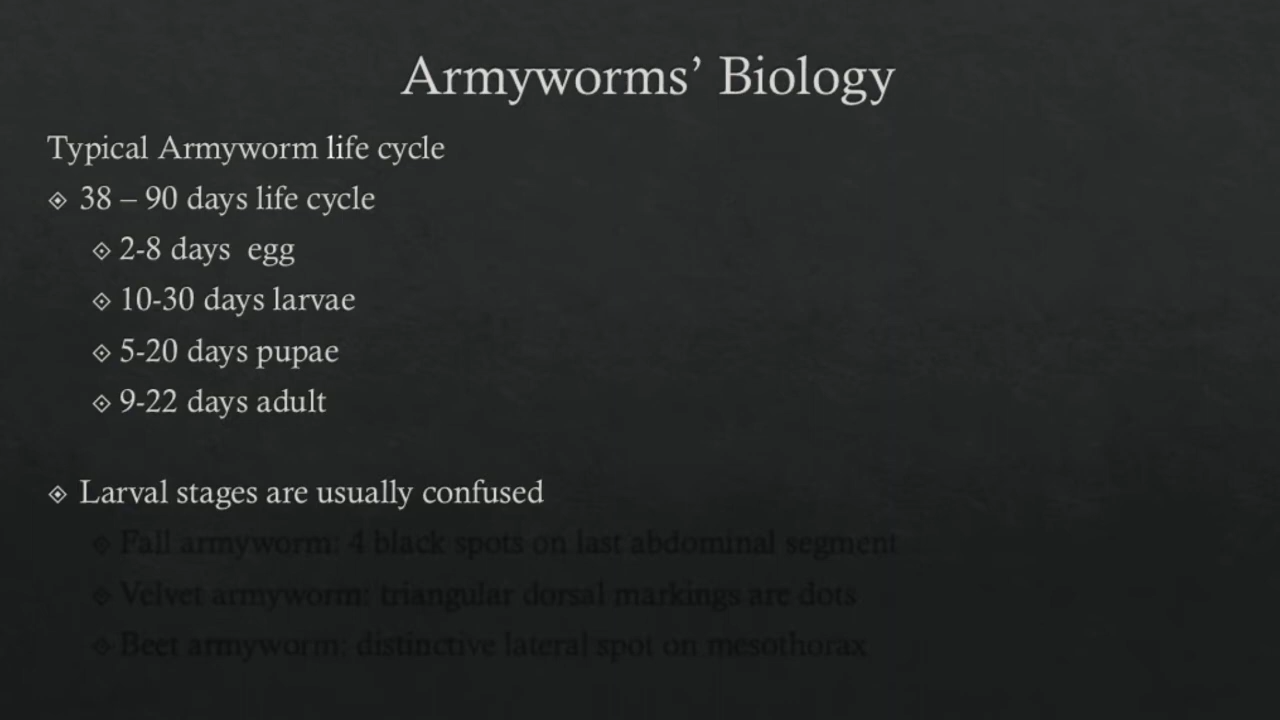 Armyworms’ Biology
Typical Armyworm life cycle
38 – 90 days life cycle
2-8 days egg
10-30 days larvae
5-20 days pupae
9-22 days adult
Larval stages are usually confused
Fall armyworm: 4 black spots on last abdominal segment
Velvet armyworm: triangular dorsal markings are dots
Beet armyworm: distinctive lateral spot on mesothorax